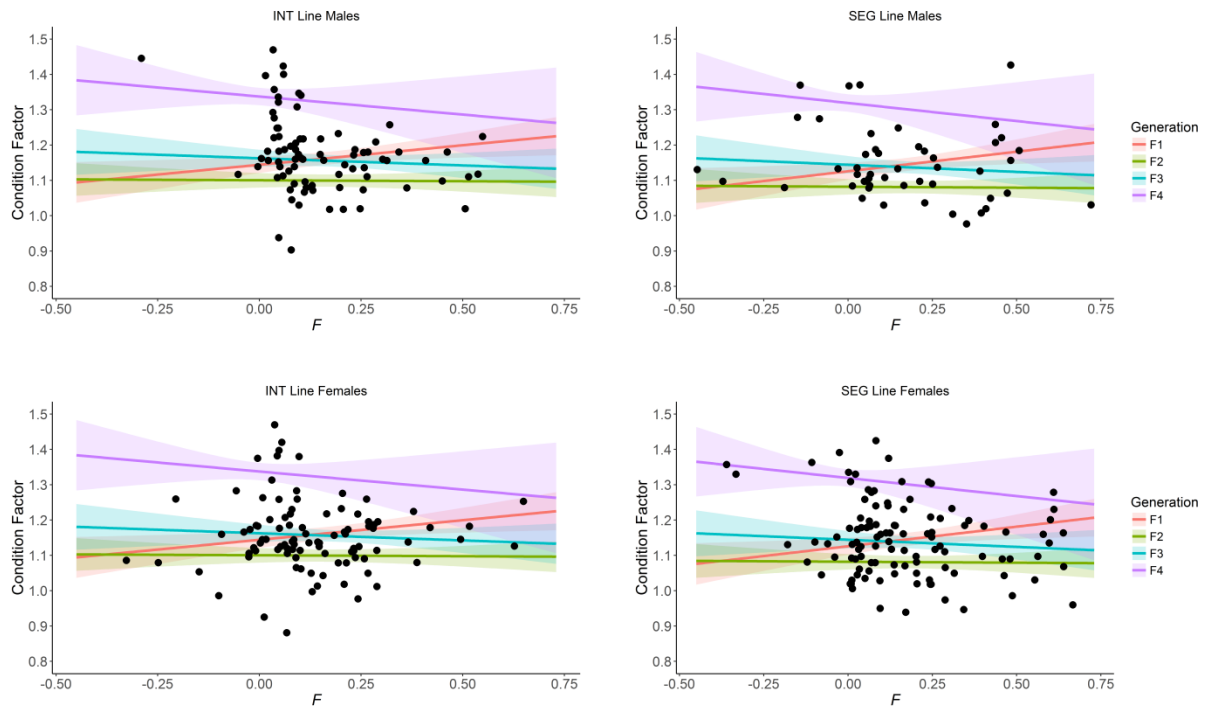 INT Line Males
SEG Line Males
1.5
1.4
1.3
1.2
1.1
1.0
0.9
0.8
Condition Factor
-0.50
-0.25
0.00
0.25
0.50
0.75
F
1.5
1.4
1.3
1.2
1.1
1.0
0.9
0.8
Condition Factor
-0.50
-0.25
0.00
0.25
0.50
0.75
F
Generation
F1
F2
F3
F4
INT Line Females
SEG Line Females
1.5
1.4
1.3
1.2
1.1
1.0
0.9
0.8
Condition Factor
-0.50
-0.25
0.00
0.25
0.50
0.75
F
1.5
1.4
1.3
1.2
1.1
1.0
0.9
0.8
Condition Factor
-0.50
-0.25
0.00
0.25
0.50
0.75
F
Generation
F1
F2
F3
F4